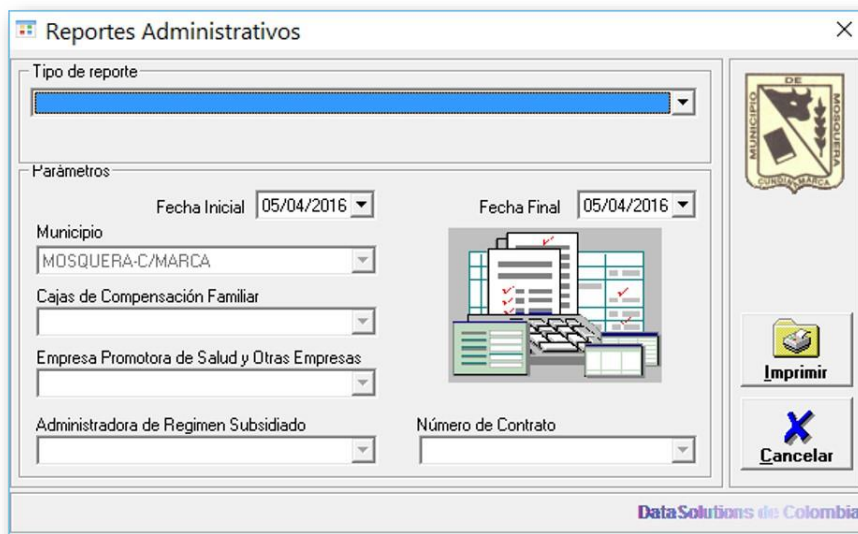 Reportes Administrativos
Tipo de reporte
Parámetros
Fecha Inicial 05/04/2016
Fecha Final 05/04/2016
Municipio
MOSQUERA-C/MARCA
Cajas de Compensación Familiar
Empresa Promotora de Salud y Otras Empresas
Administradora de Regimen Subsidiado
Número de Contrato
MUNICIPIO DE MOSQUERA
CUNDINAMARCA
Imprimir
Cancelar
DataSolutions de Colombia